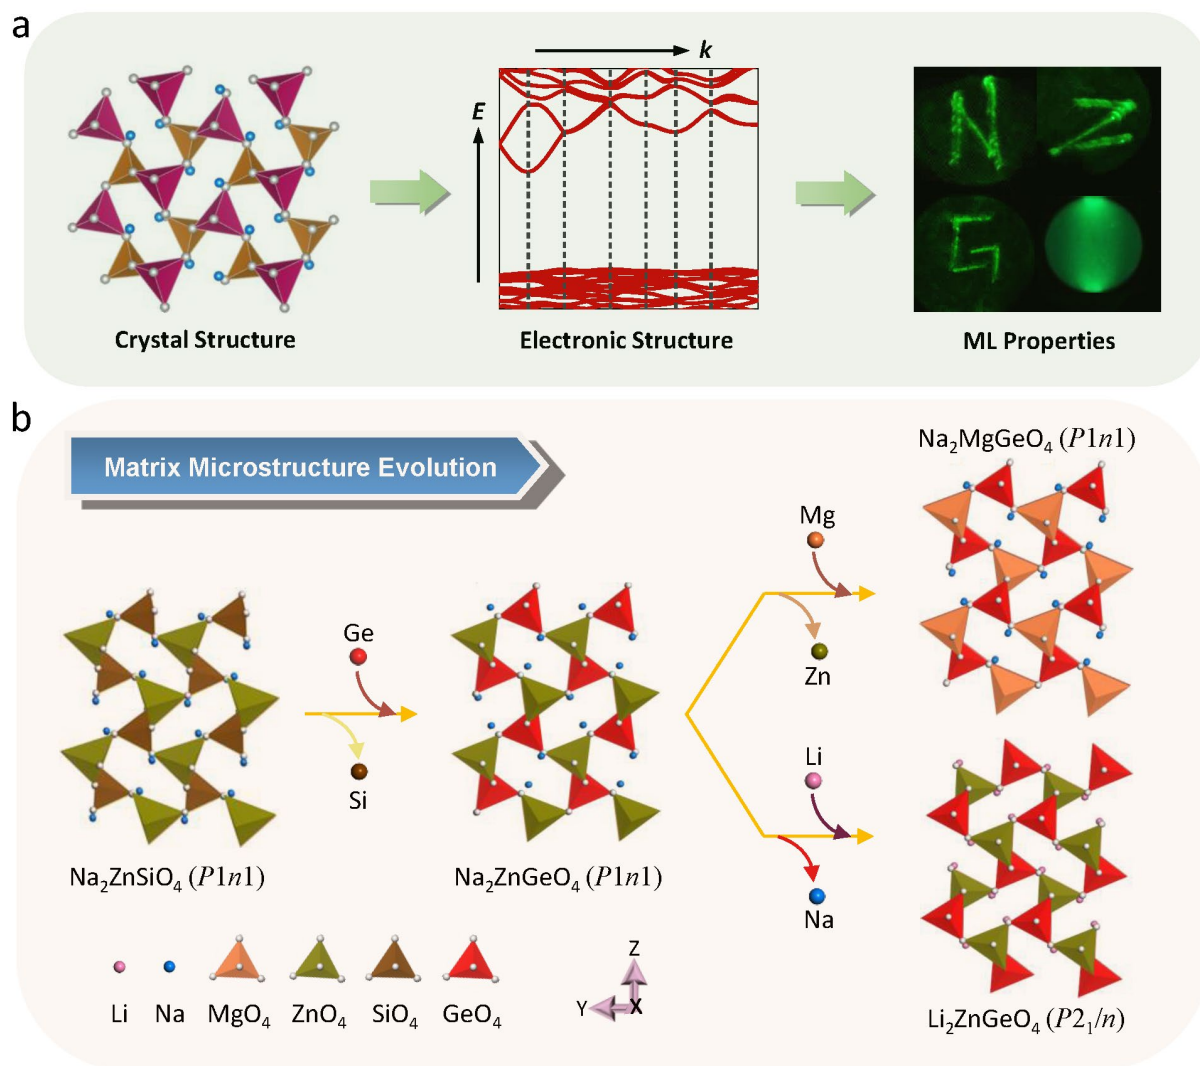 a
k
E
N Z
G
Crystal Structure
Electronic Structure
ML Properties
b
Matrix Microstructure Evolution
Na₂MgGeO₄ (P1n1)
Mg
Zn
Ge
Si
Li
Na
Na₂ZnSiO₄ (P1n1)
Na₂ZnGeO₄ (P1n1)
Li₂ZnGeO₄ (P2₁/n)
Li Na MgO₄ ZnO₄ SiO₄ GeO₄
Z
Y X